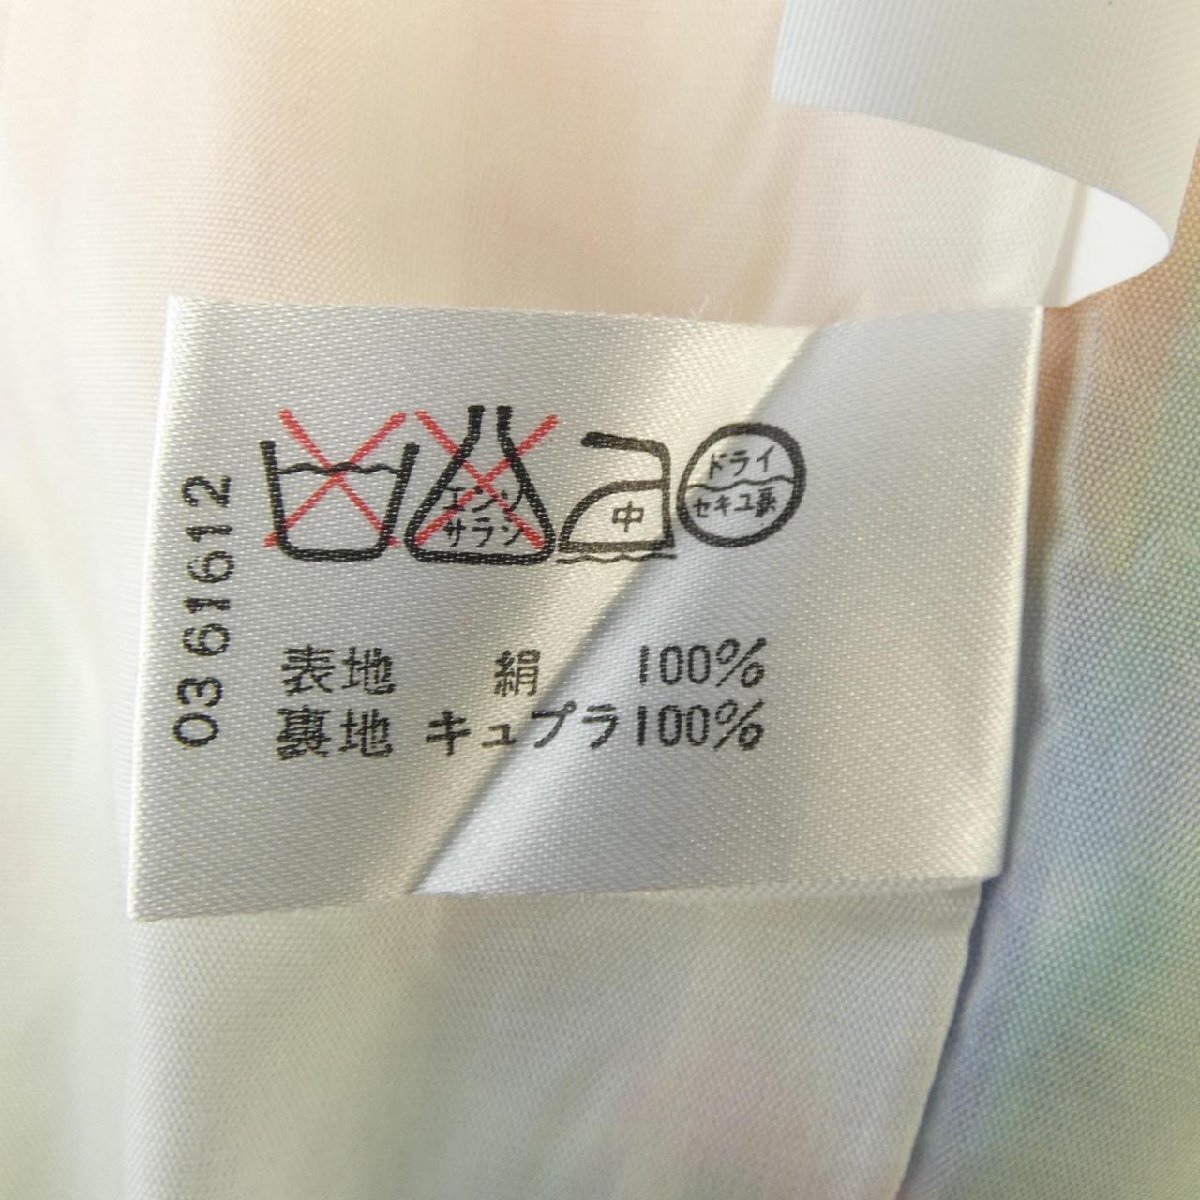 エンソ
サラシ
中
ドライ
セキユ系
表地 絹 100%
裏地 キュプラ100%
03 61612